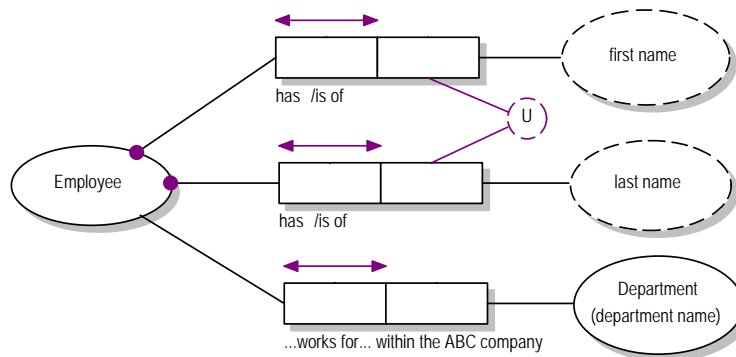 first name
has /is of
U
Employee
last name
has /is of
Department
(department name)
...works for... within the ABC company